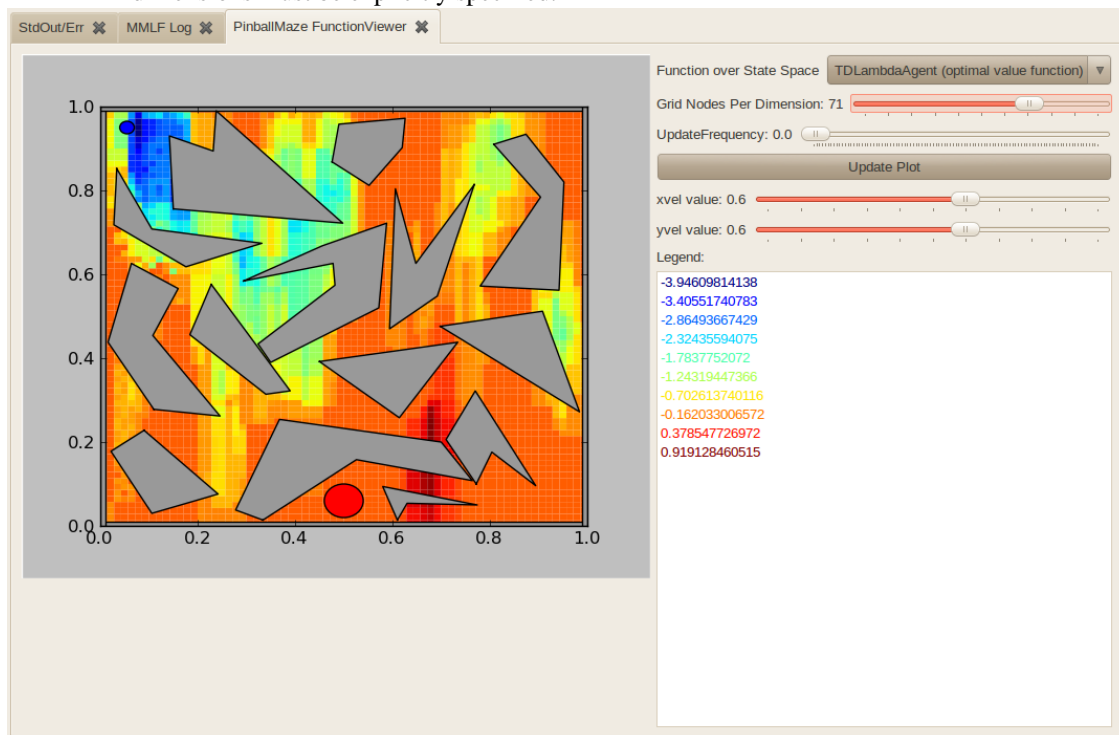 StdOut/Err
MMLF Log
PinballMaze FunctionViewer
Function over State Space
TDLambdaAgent (optimal value function)
Grid Nodes Per Dimension: 71
UpdateFrequency: 0.0
Update Plot
xvel value: 0.6
yvel value: 0.6
Legend:
-3.94609814138
-3.40551740783
-2.86493667429
-2.32435594075
-1.7837752072
-1.24319447366
-0.702613740116
-0.162033006572
0.378547726972
0.919128460515
1.0
0.8
0.6
0.4
0.2
0.0
0.0
0.2
0.4
0.6
0.8
1.0